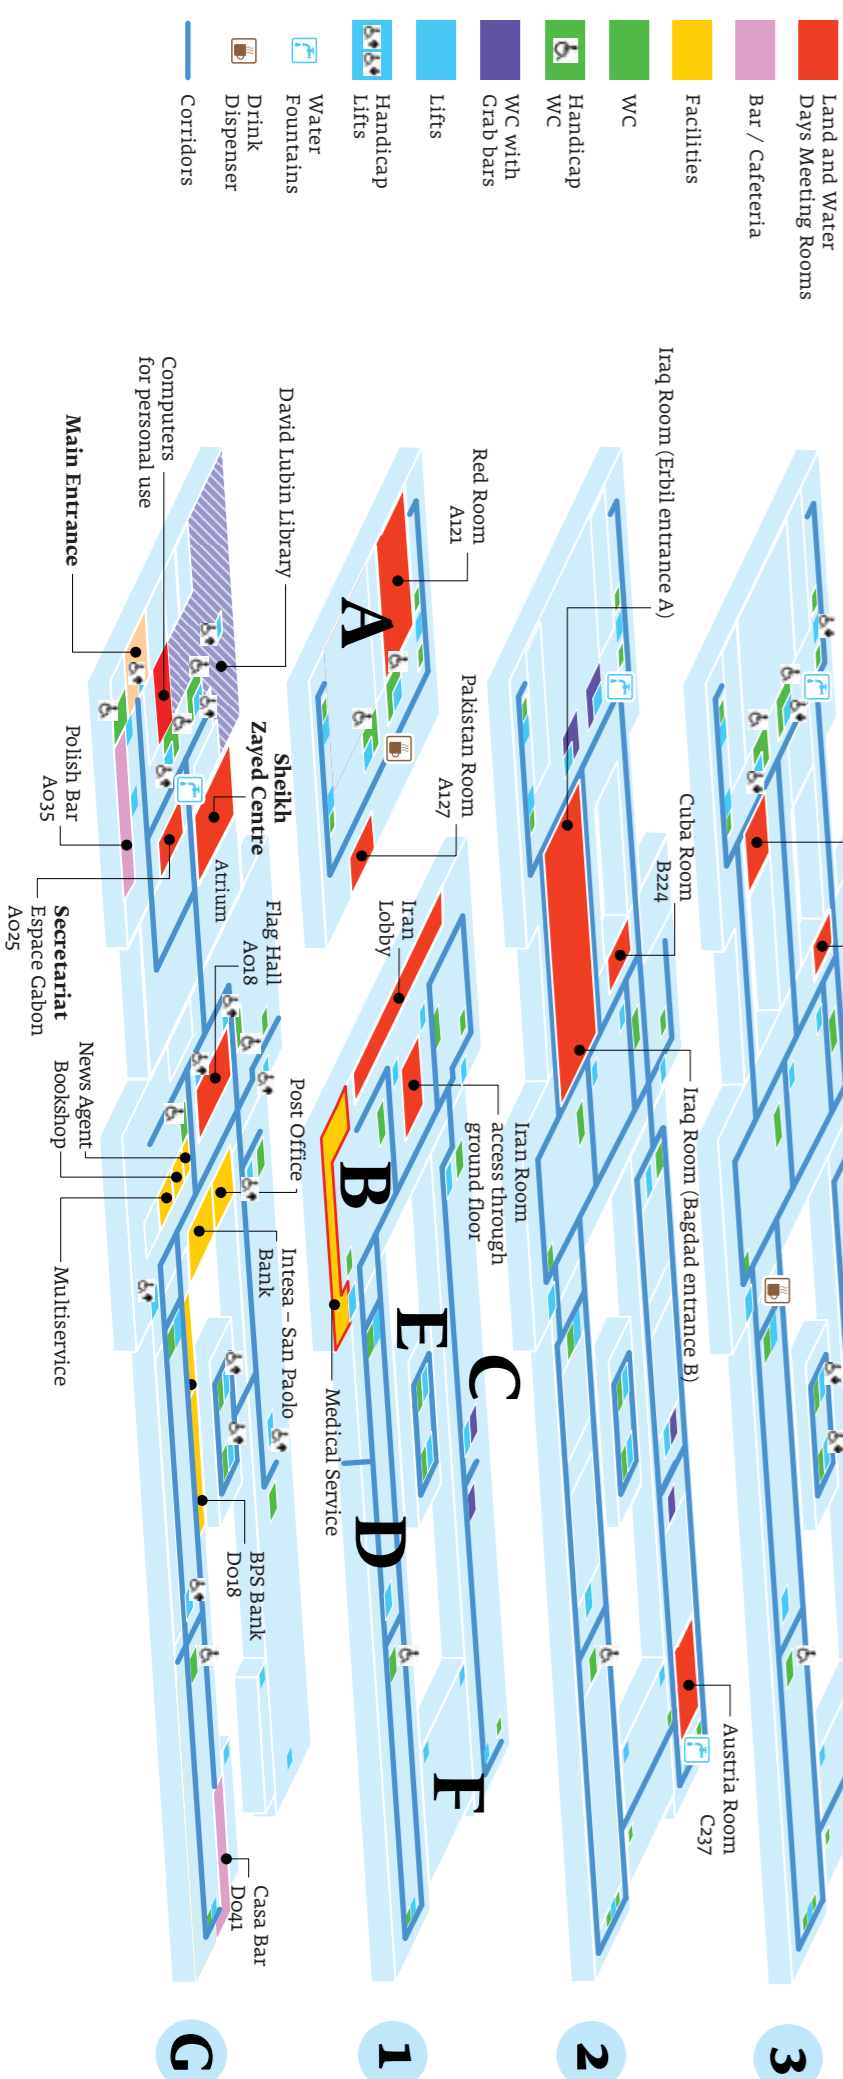 Land and Water
Days Meeting Rooms
Bar / Cafeteria
Facilities
WC
Handicap
WC
WC with
Grab bars
Lifts
Handicap
Lifts
Water
Fountains
Drink
Dispenser
Corridors
3
Iraq Room (Erbil entrance A)
Cuba Room
B224
Iraq Room (Bagdad entrance B)
Austria Room
C237
2
Red Room
A121
Pakistan Room
A127
Iran
Lobby
Iran Room
access through
ground floor
Medical Service
A
B
C
D
E
F
1
David Lubin Library
Computers
for personal use
Main Entrance
Sheikh
Zayed Centre
Atrium
Flag Hall
A018
Polish Bar
A035
Secretariat
Espace Gabon
A025
Post Office
News Agent
Bookshop
Multiservice
Intesa – San Paolo
Bank
BPS Bank
D018
Casa Bar
D041
G